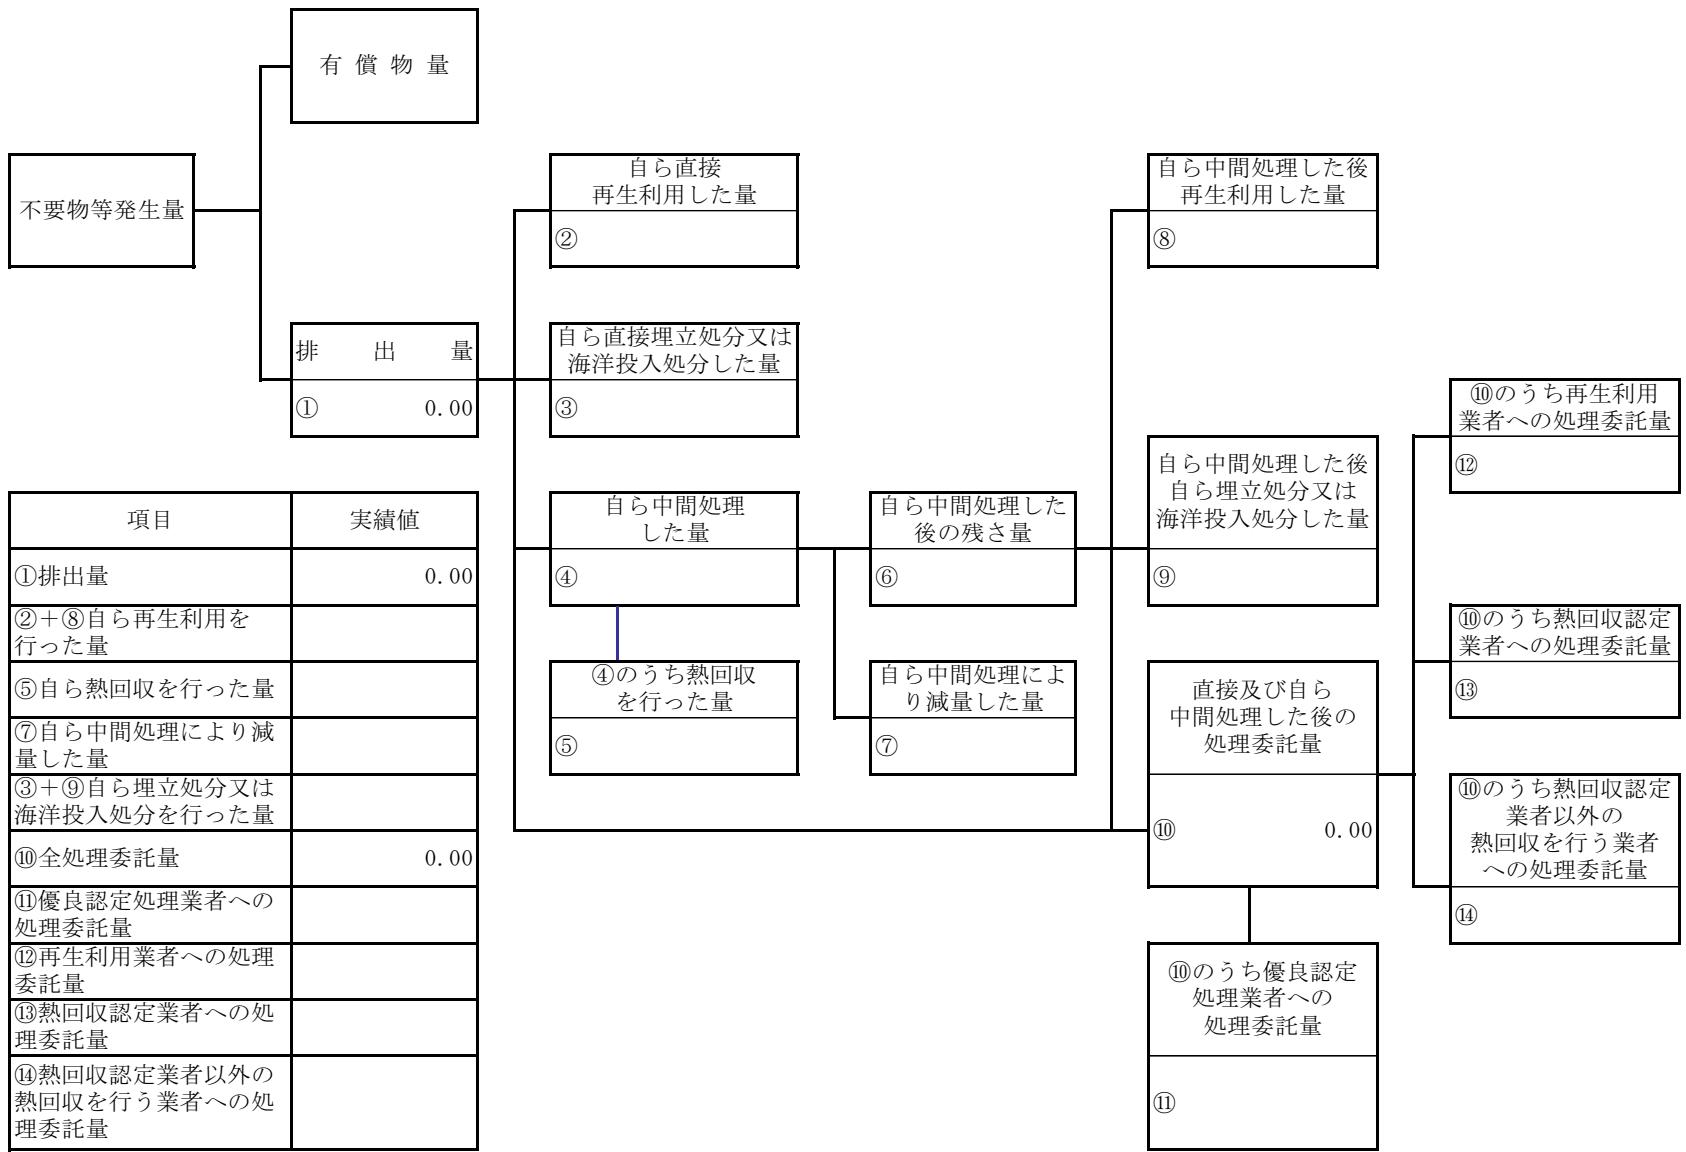 有償物量
不要物等発生量
自ら直接
再生利用した量
②
自ら中間処理した後
再生利用した量
⑧
排出量
① 0.00
自ら直接埋立処分又は
海洋投入処分した量
③
⑩のうち再生利用
業者への処理委託量
⑫
自ら中間処理
した量
④
自ら中間処理した
後の残さ量
⑥
自ら中間処理した後
自ら埋立処分又は
海洋投入処分した量
⑨
⑩のうち熱回収認定
業者への処理委託量
⑬
④のうち熱回収
を行った量
⑤
自ら中間処理によ
り減量した量
⑦
直接及び自ら
中間処理した後の
処理委託量
⑩ 0.00
⑩のうち熱回収認定
業者以外の
熱回収を行う業者
への処理委託量
⑭
⑩のうち優良認定
処理業者への
処理委託量
⑪
項目 実績値
①排出量 0.00
②+⑧自ら再生利用を
行った量
⑤自ら熱回収を行った量
⑦自ら中間処理により減
量した量
③+⑨自ら埋立処分又は
海洋投入処分を行った量
⑩全処理委託量 0.00
⑪優良認定処理業者への
処理委託量
⑫再生利用業者への処理
委託量
⑬熱回収認定業者への処
理委託量
⑭熱回収認定業者以外の
熱回収を行う業者への処
理委託量